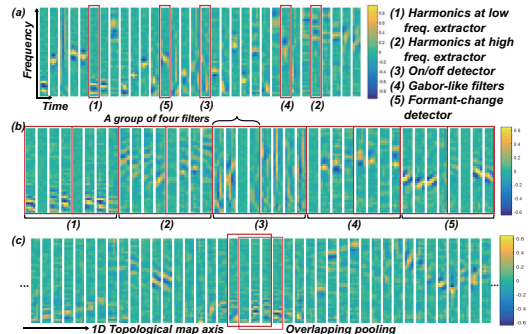 (a)
Frequency
Time
(1)
(5)
(3)
(4)
(2)
0.8
0.6
0.4
0.2
0
-0.2
-0.4
-0.6
-0.8
(1) Harmonics at low
freq. extractor
(2) Harmonics at high
freq. extractor
(3) On/off detector
(4) Gabor-like filters
(5) Formant-change
detector
A group of four filters
(b)
0.6
0.4
0.2
0
-0.2
-0.4
-0.6
(1)
(2)
(3)
(4)
(5)
(c)
...
...
0.6
0.4
0.2
0
-0.2
-0.4
-0.6
1D Topological map axis
Overlapping pooling